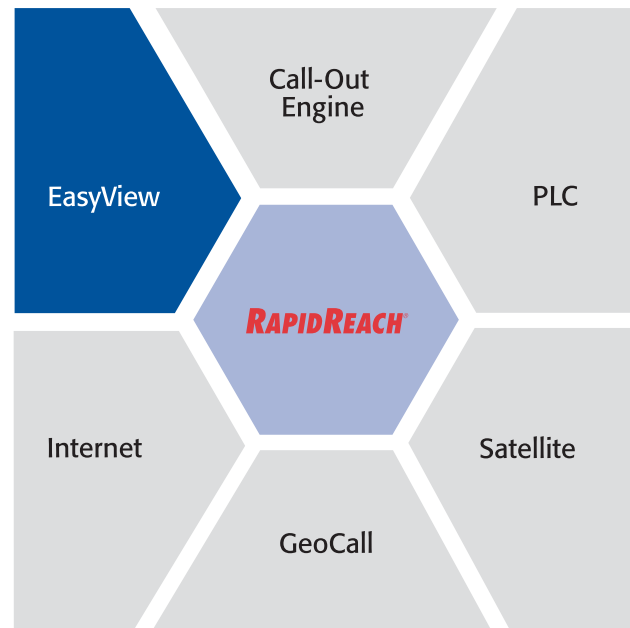 Call-Out
Engine
EasyView
PLC
RAPIDREACH®
Internet
Satellite
GeoCall